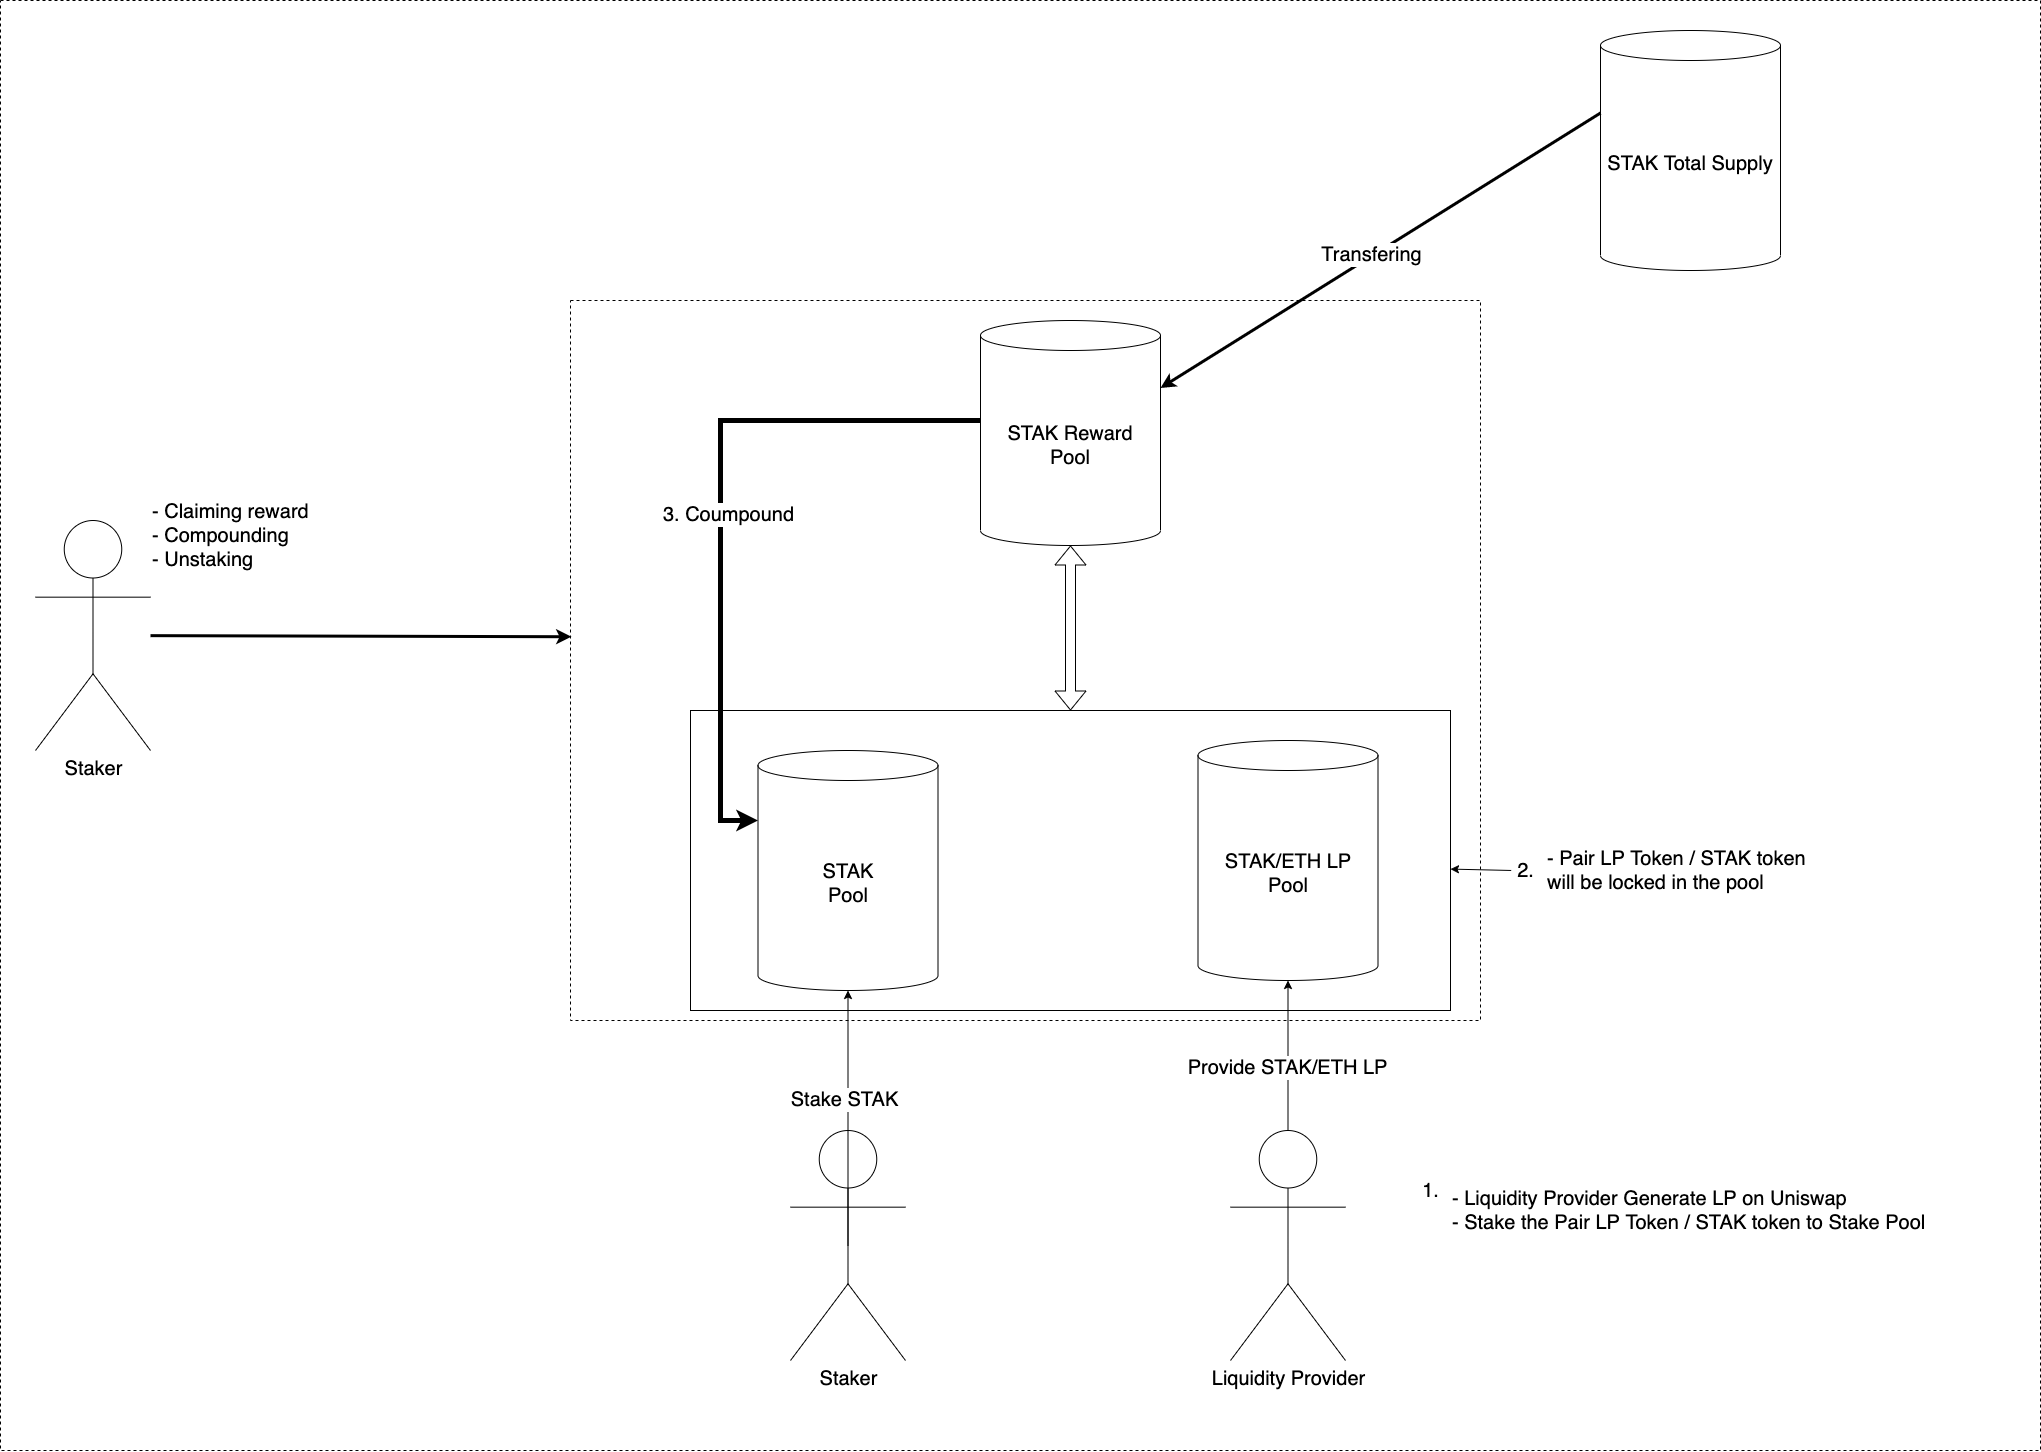 STAK Total Supply
Transfering
STAK Reward
Pool
3. Coumpound
- Claiming reward
- Compounding
- Unstaking
Staker
STAK
Pool
STAK/ETH LP
Pool
2.
- Pair LP Token / STAK token
will be locked in the pool
Provide STAK/ETH LP
Stake STAK
1.
- Liquidity Provider Generate LP on Uniswap
- Stake the Pair LP Token / STAK token to Stake Pool
Staker
Liquidity Provider